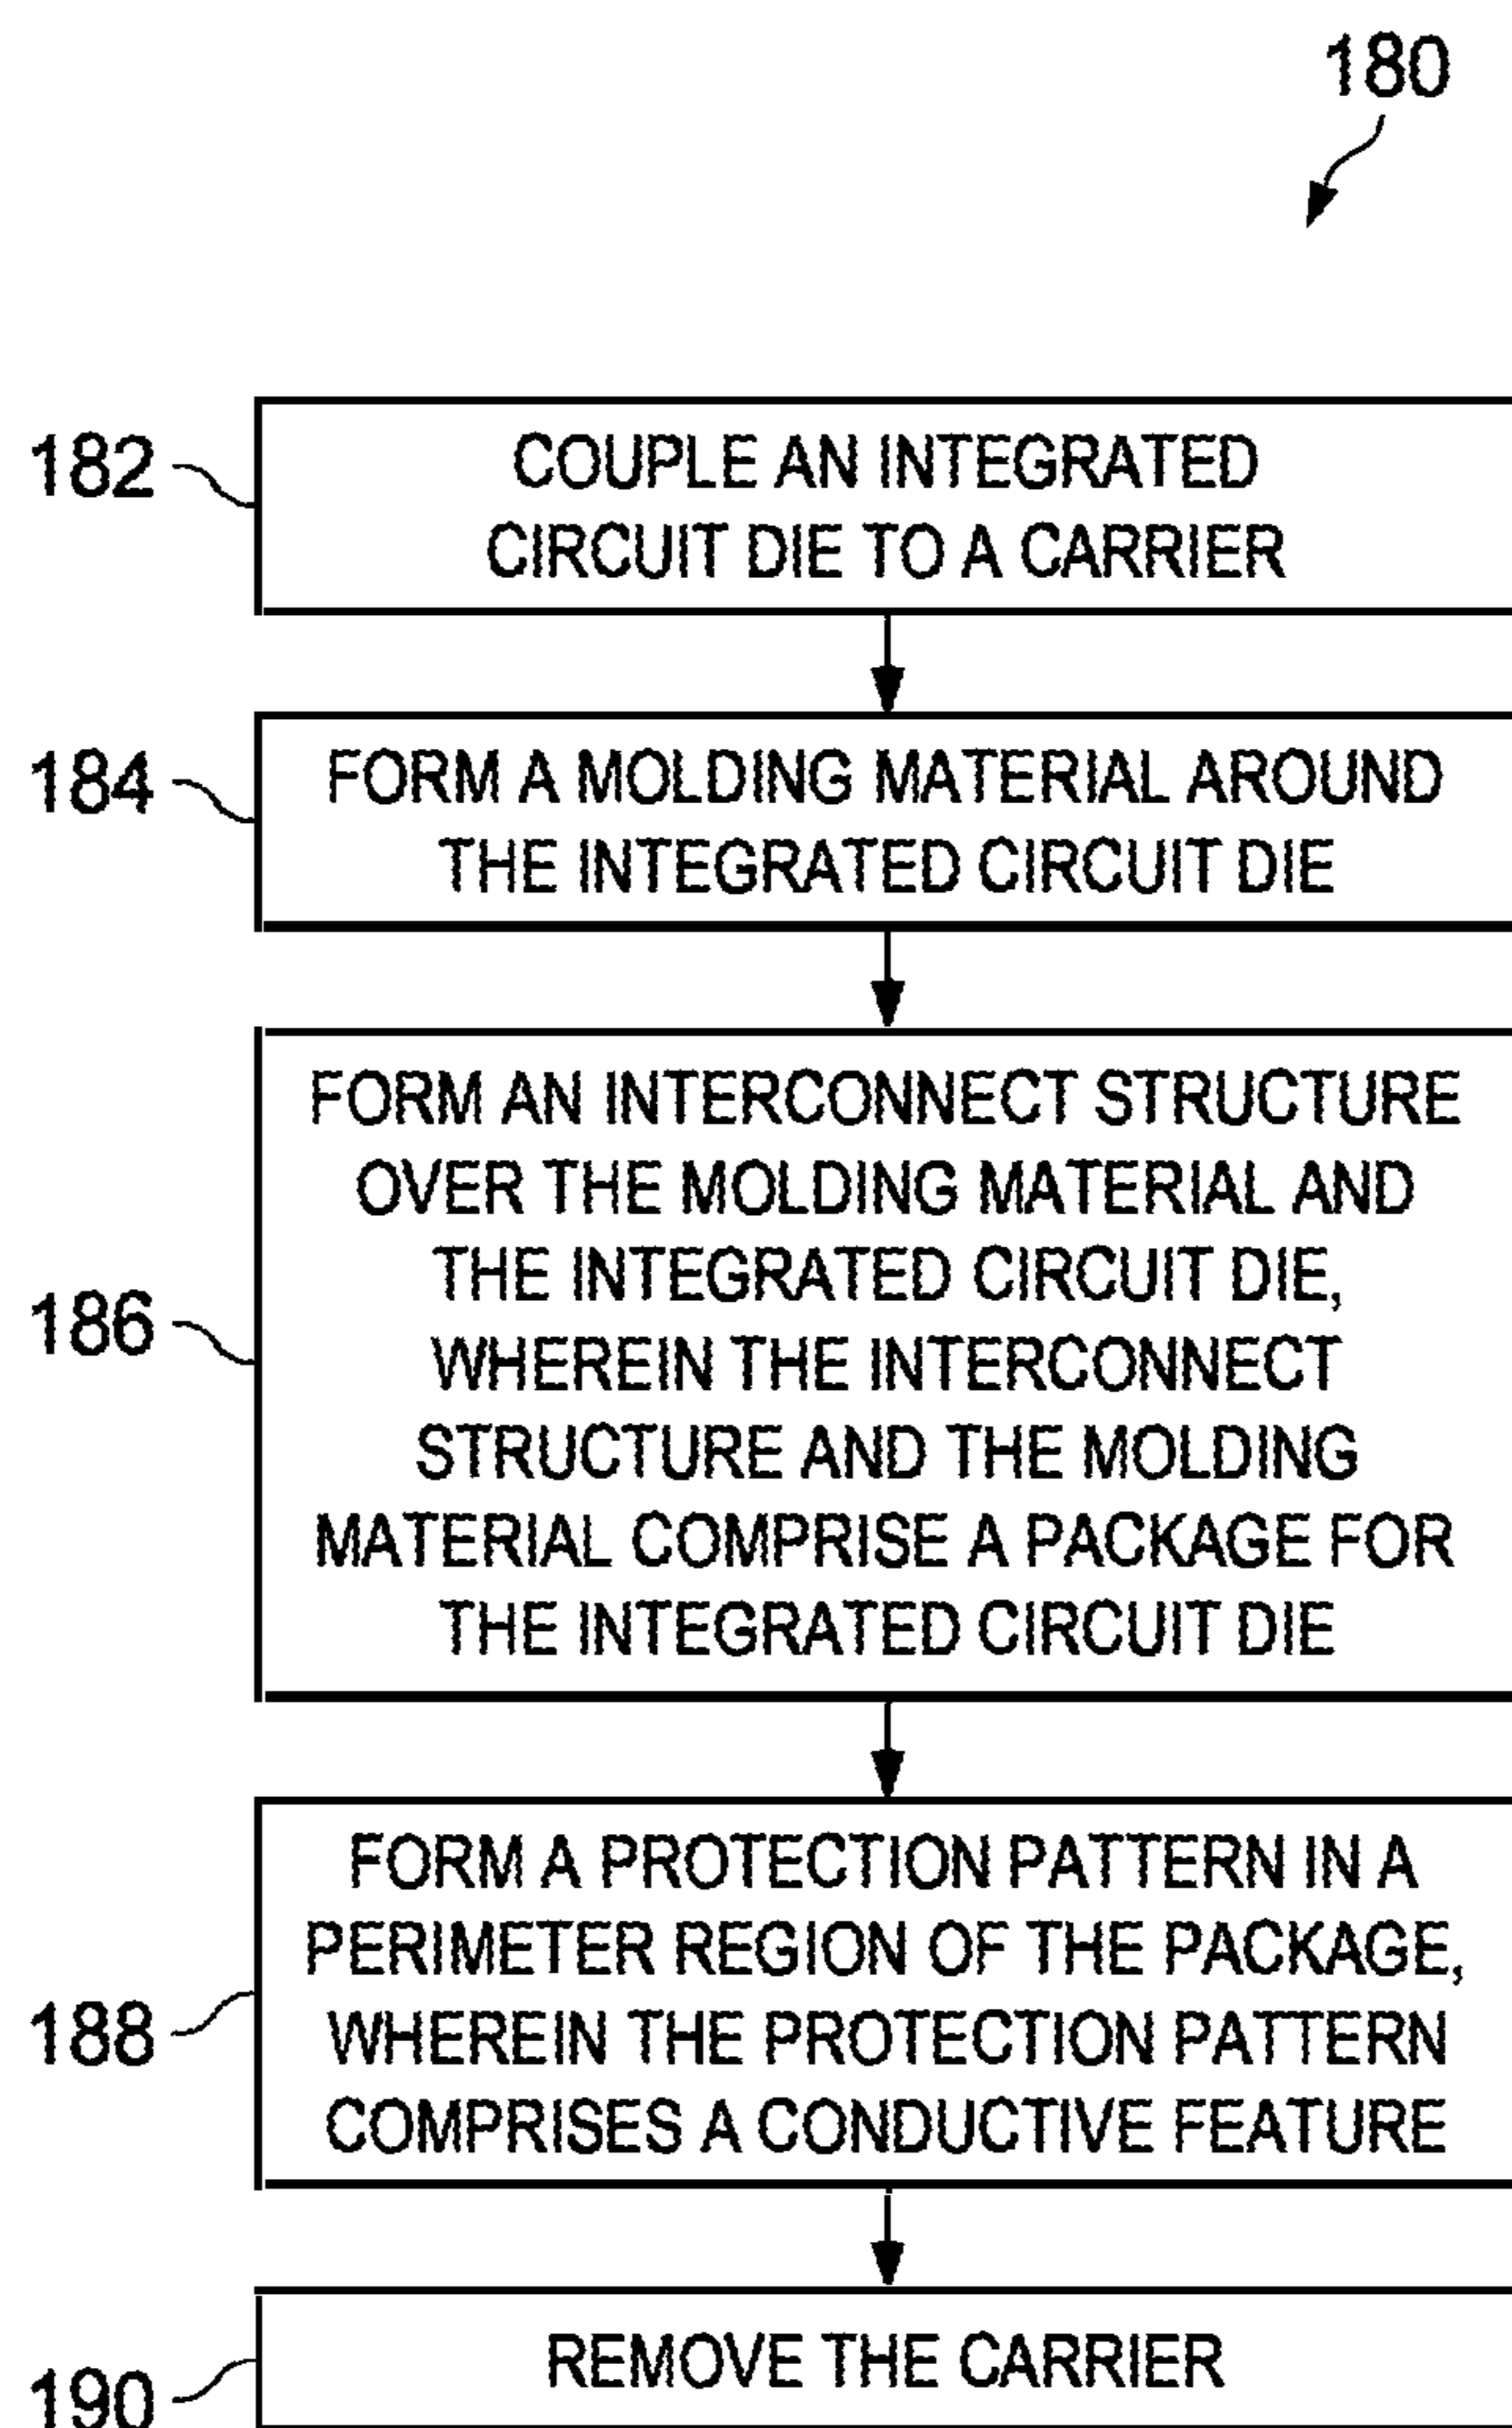 180
182
COUPLE AN INTEGRATED
CIRCUIT DIE TO A CARRIER
184
FORM A MOLDING MATERIAL AROUND
THE INTEGRATED CIRCUIT DIE
186
FORM AN INTERCONNECT STRUCTURE
OVER THE MOLDING MATERIAL AND
THE INTEGRATED CIRCUIT DIE,
WHEREIN THE INTERCONNECT
STRUCTURE AND THE MOLDING
MATERIAL COMPRISE A PACKAGE FOR
THE INTEGRATED CIRCUIT DIE
188
FORM A PROTECTION PATTERN IN A
PERIMETER REGION OF THE PACKAGE,
WHEREIN THE PROTECTION PATTERN
COMPRISES A CONDUCTIVE FEATURE
190
REMOVE THE CARRIER